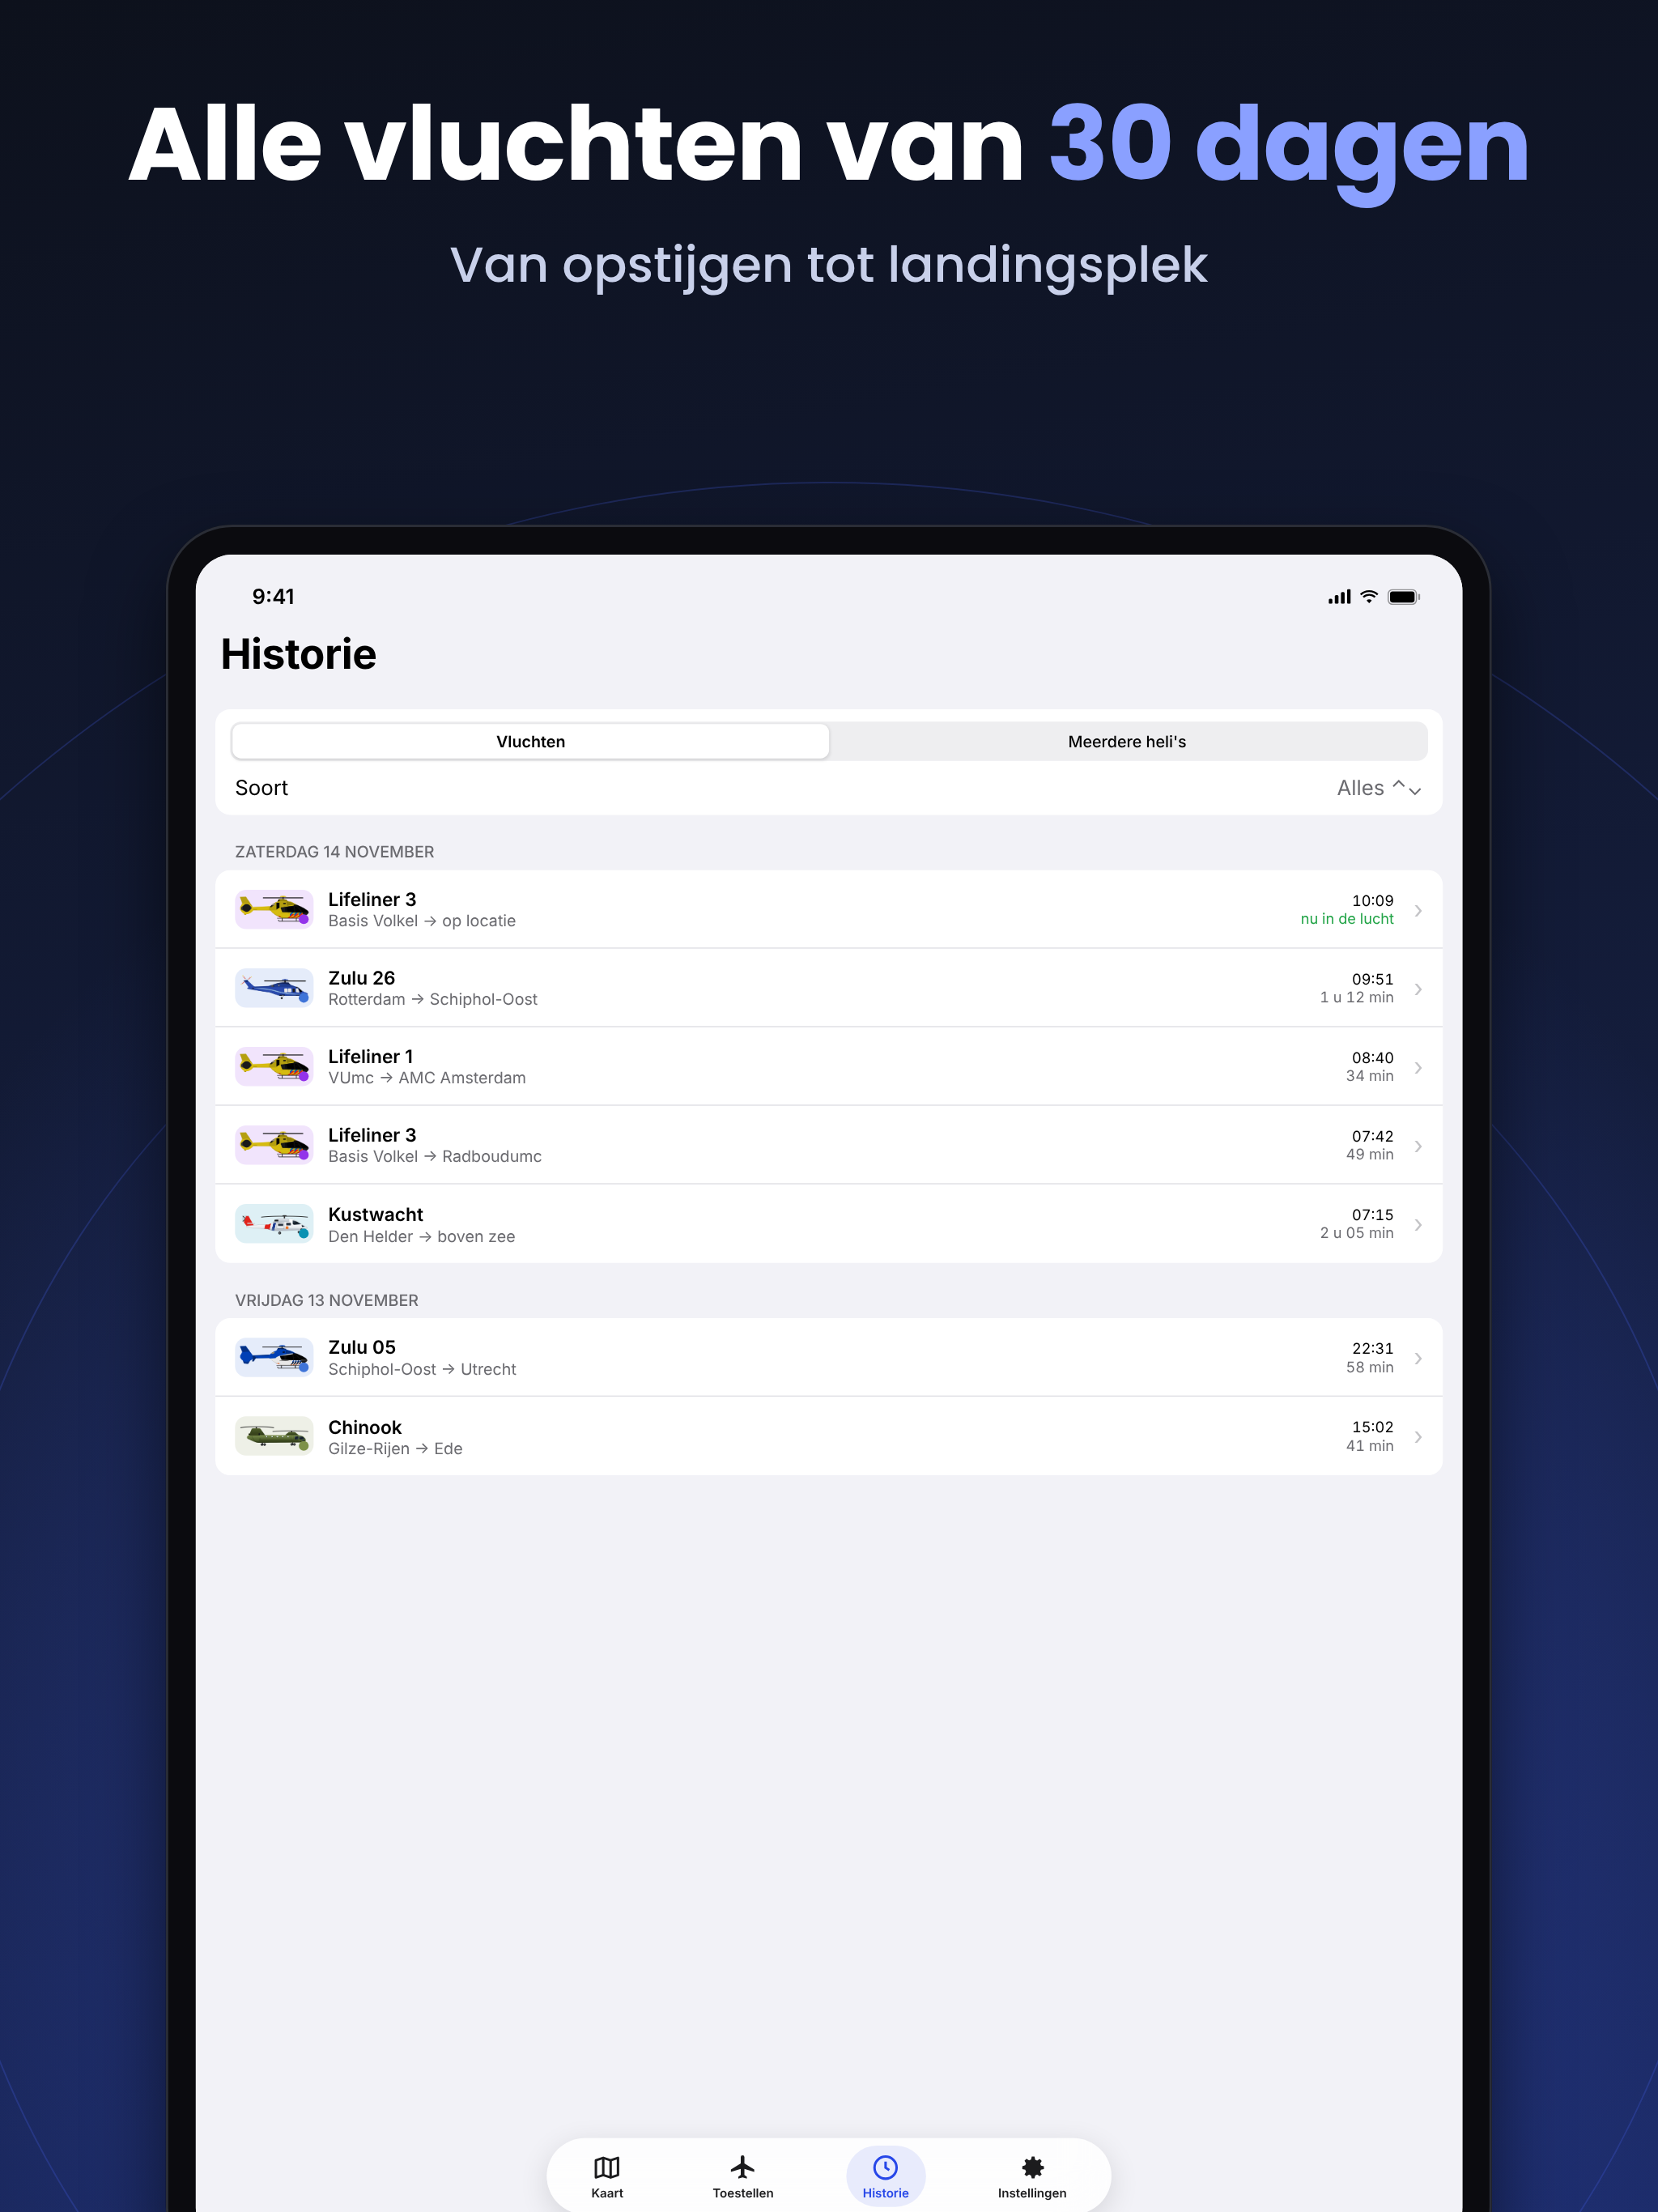 Alle vluchten van 30 dagen
Van opstijgen tot landingsplek
9:41
Historie
Vluchten
Meerdere heli's
Soort
Alles
ZATERDAG 14 NOVEMBER
Lifeliner 3
Basis Volkel → op locatie
10:09
nu in de lucht
Zulu 26
Rotterdam → Schiphol-Oost
09:51
1 u 12 min
Lifeliner 1
VUmc → AMC Amsterdam
08:40
34 min
Lifeliner 3
Basis Volkel → Radboudumc
07:42
49 min
Kustwacht
Den Helder → boven zee
07:15
2 u 05 min
VRIJDAG 13 NOVEMBER
Zulu 05
Schiphol-Oost → Utrecht
22:31
58 min
Chinook
Gilze-Rijen → Ede
15:02
41 min
Kaart
Toestellen
Historie
Instellingen